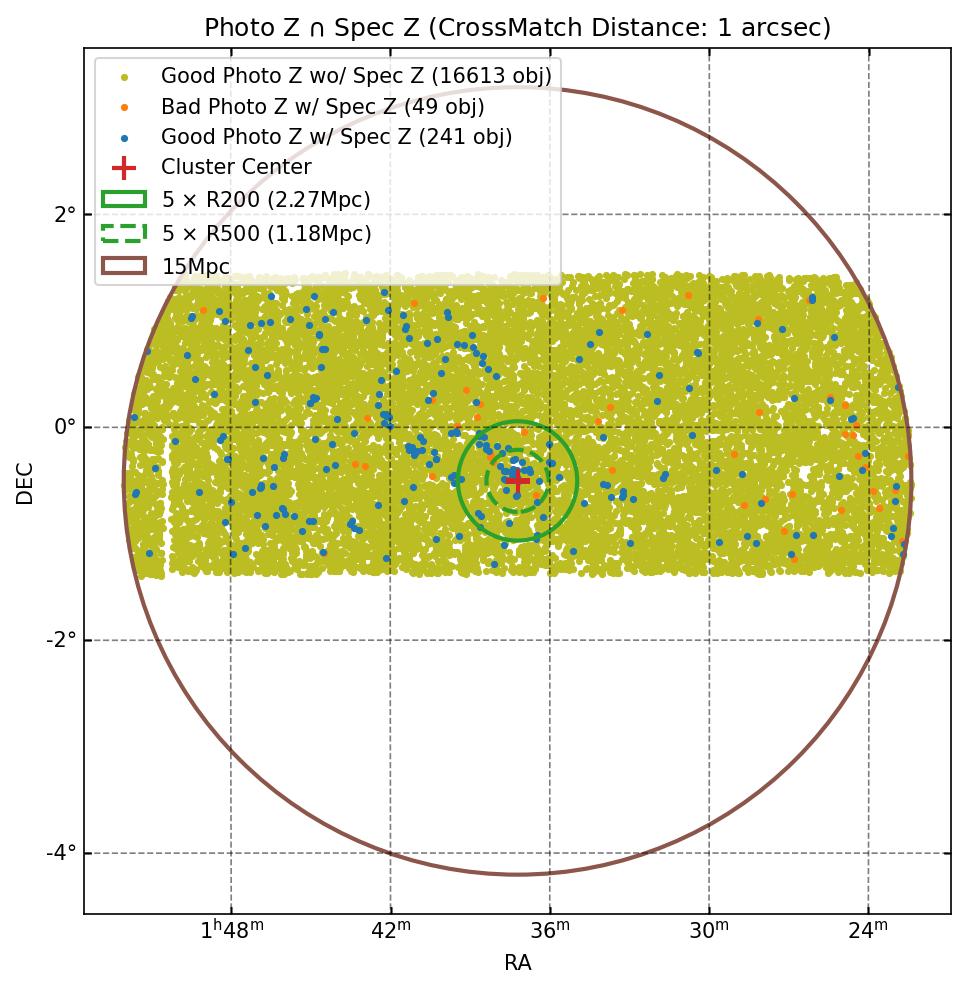 Photo Z ∩ Spec Z (CrossMatch Distance: 1 arcsec)
Good Photo Z wo/ Spec Z (16613 obj)
Bad Photo Z w/ Spec Z (49 obj)
Good Photo Z w/ Spec Z (241 obj)
Cluster Center
5 × R200 (2.27Mpc)
5 × R500 (1.18Mpc)
15Mpc
2°
0°
-2°
-4°
DEC
1ʰ48ᵐ 42ᵐ 36ᵐ 30ᵐ 24ᵐ
RA